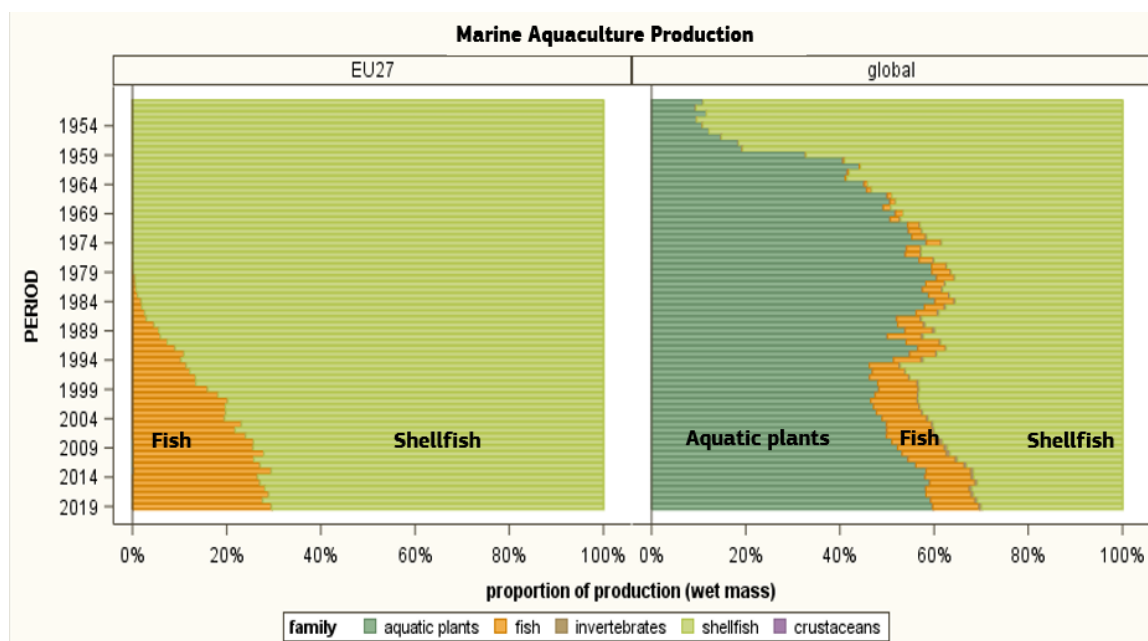 Marine Aquaculture Production
EU27 global
PERIOD
1954
1959
1964
1969
1974
1979
1984
1989
1994
1999
2004
2009
2014
2019
Fish Shellfish Aquatic plants Fish Shellfish
0% 20% 40% 60% 80% 100% 0% 20% 40% 60% 80% 100%
proportion of production (wet mass)
family aquatic plants fish invertebrates shellfish crustaceans